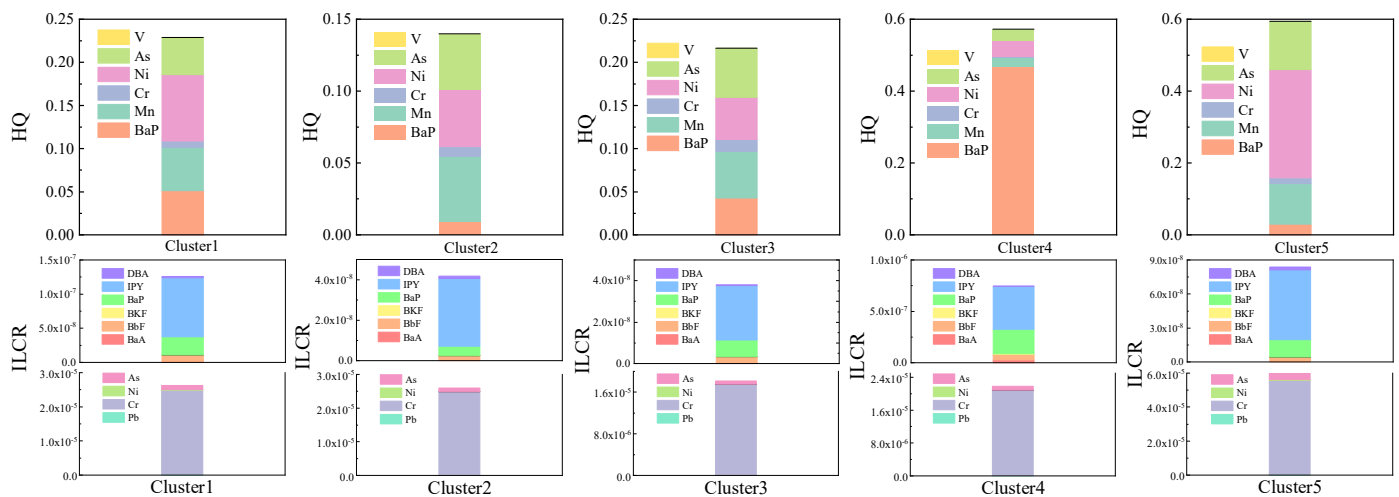 HQ
0.25
0.20
0.15
0.10
0.05
0.00
V
As
Ni
Cr
Mn
BaP
Cluster1
HQ
0.15
0.10
0.05
0.00
V
As
Ni
Cr
Mn
BaP
Cluster2
HQ
0.25
0.20
0.15
0.10
0.05
0.00
V
As
Ni
Cr
Mn
BaP
Cluster3
HQ
0.6
0.4
0.2
0.0
V
As
Ni
Cr
Mn
BaP
Cluster4
HQ
0.6
0.4
0.2
0.0
V
As
Ni
Cr
Mn
BaP
Cluster5
ILCR
1.5x10-7
1.0x10-7
5.0x10-8
0.0
DBA
IPY
BaP
BKF
BbF
BaA
3.0x10-5
2.0x10-5
1.0x10-5
0.0
As
Ni
Cr
Pb
Cluster1
ILCR
4.0x10-8
2.0x10-8
0.0
DBA
IPY
BaP
BKF
BbF
BaA
3.0x10-5
2.0x10-5
1.0x10-5
0.0
As
Ni
Cr
Pb
Cluster2
ILCR
4.0x10-8
2.0x10-8
0.0
DBA
IPY
BaP
BKF
BbF
BaA
1.6x10-5
8.0x10-6
0.0
As
Ni
Cr
Pb
Cluster3
ILCR
1.0x10-6
5.0x10-7
0.0
DBA
IPY
BaP
BKF
BbF
BaA
2.4x10-5
1.6x10-5
8.0x10-6
0.0
As
Ni
Cr
Pb
Cluster4
ILCR
9.0x10-8
6.0x10-8
3.0x10-8
0.0
DBA
IPY
BaP
BKF
BbF
BaA
6.0x10-5
4.0x10-5
2.0x10-5
0.0
As
Ni
Cr
Pb
Cluster5